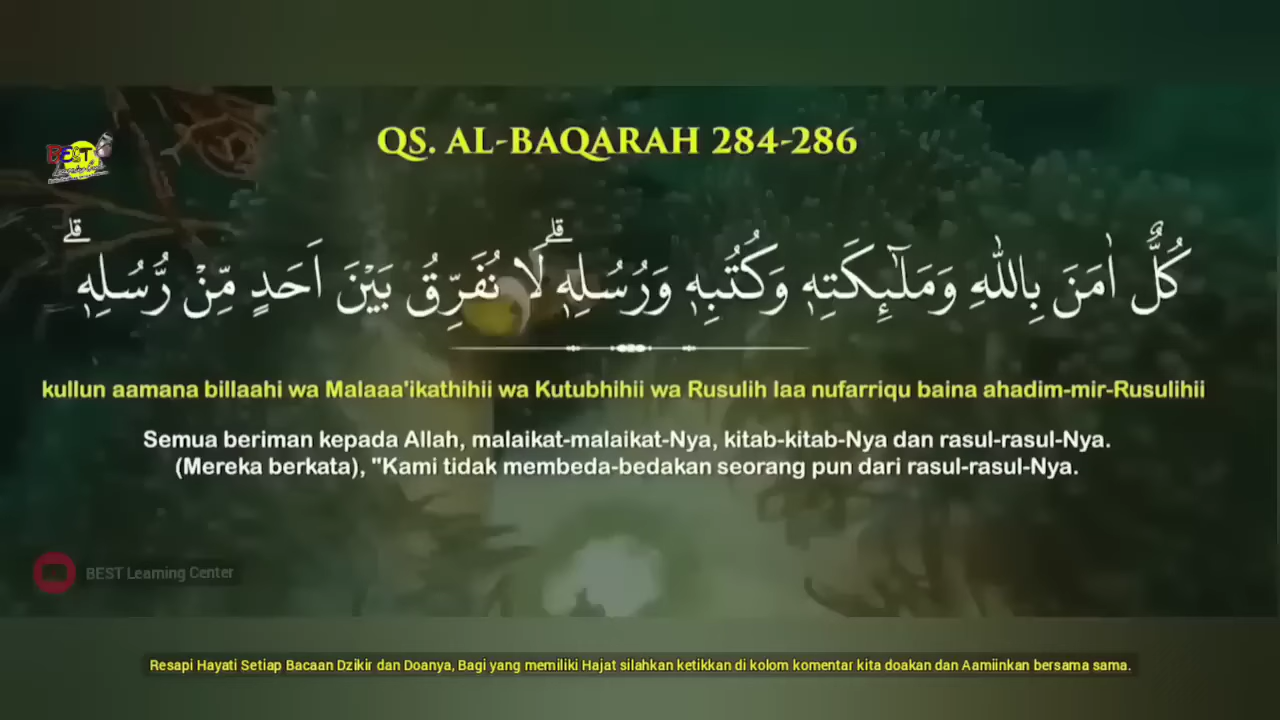 QS. AL-BAQARAH 284-286
BEST
كُلٌّ اٰمَنَ بِاللّٰهِ وَمَلٰۤىِٕكَتِهٖ وَكُتُبِهٖ وَرُسُلِهٖۗ لَا نُفَرِّقُ بَيْنَ اَحَدٍ مِّنْ رُّسُلِهٖۗ
kullun aamana billaahi wa Malaaa'ikathihii wa Kutubhihii wa Rusulih laa nufarriqu baina ahadim-mir-Rusulihii
Semua beriman kepada Allah, malaikat-malaikat-Nya, kitab-kitab-Nya dan rasul-rasul-Nya.
(Mereka berkata), "Kami tidak membeda-bedakan seorang pun dari rasul-rasul-Nya.
BEST Learning Center
Resapi Hayati Setiap Bacaan Dzikir dan Doanya, Bagi yang memiliki Hajat silahkan ketikkan di kolom komentar kita doakan dan Aamiinkan bersama sama.